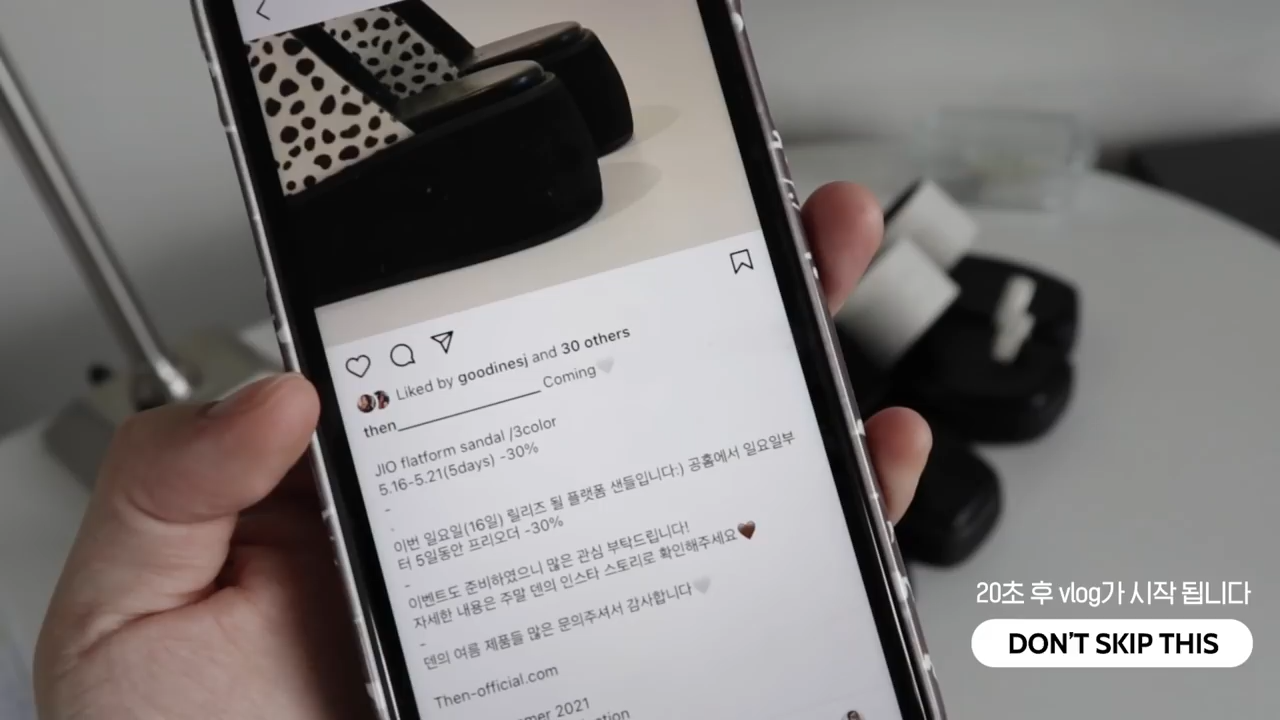 Liked by goodinesj and 30 others
then_______________ Coming🤍
JIO flatform sandal /3color
5.16-5.21(5days) -30%
-
이번 일요일(16일) 릴리즈 될 플랫폼 샌들입니다:) 공홈에서 일요일부
터 5일동안 프리오더 -30%
-
이벤트도 준비하였으니 많은 관심 부탁드립니다!
자세한 내용은 주말 덴의 인스타 스토리로 확인해주세요🤎
-
덴의 여름 제품들 많은 문의주셔서 감사합니다🤍
Then-official.com
2021
20초 후 vlog가 시작 됩니다
DON'T SKIP THIS